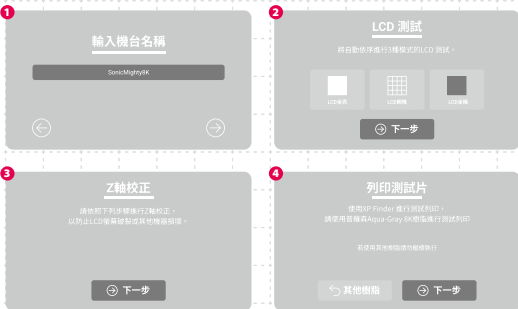 1
輸入機台名稱
SonicMighty8K
2
LCD 測試
將自動依序進行3種模式的LCD 測試。
LCD全亮
LCD網格
LCD全暗
下一步
3
Z軸校正
請依照下列步驟進行Z軸校正，
以防止LCD螢幕破裂或其他機器損壞。
下一步
4
列印測試片
使用XP Finder 進行測試列印，
請使用首瓶裝Aqua-Gray 8K樹脂進行測試列印
若使用其他樹脂請功能鍵執行
其他樹脂
下一步